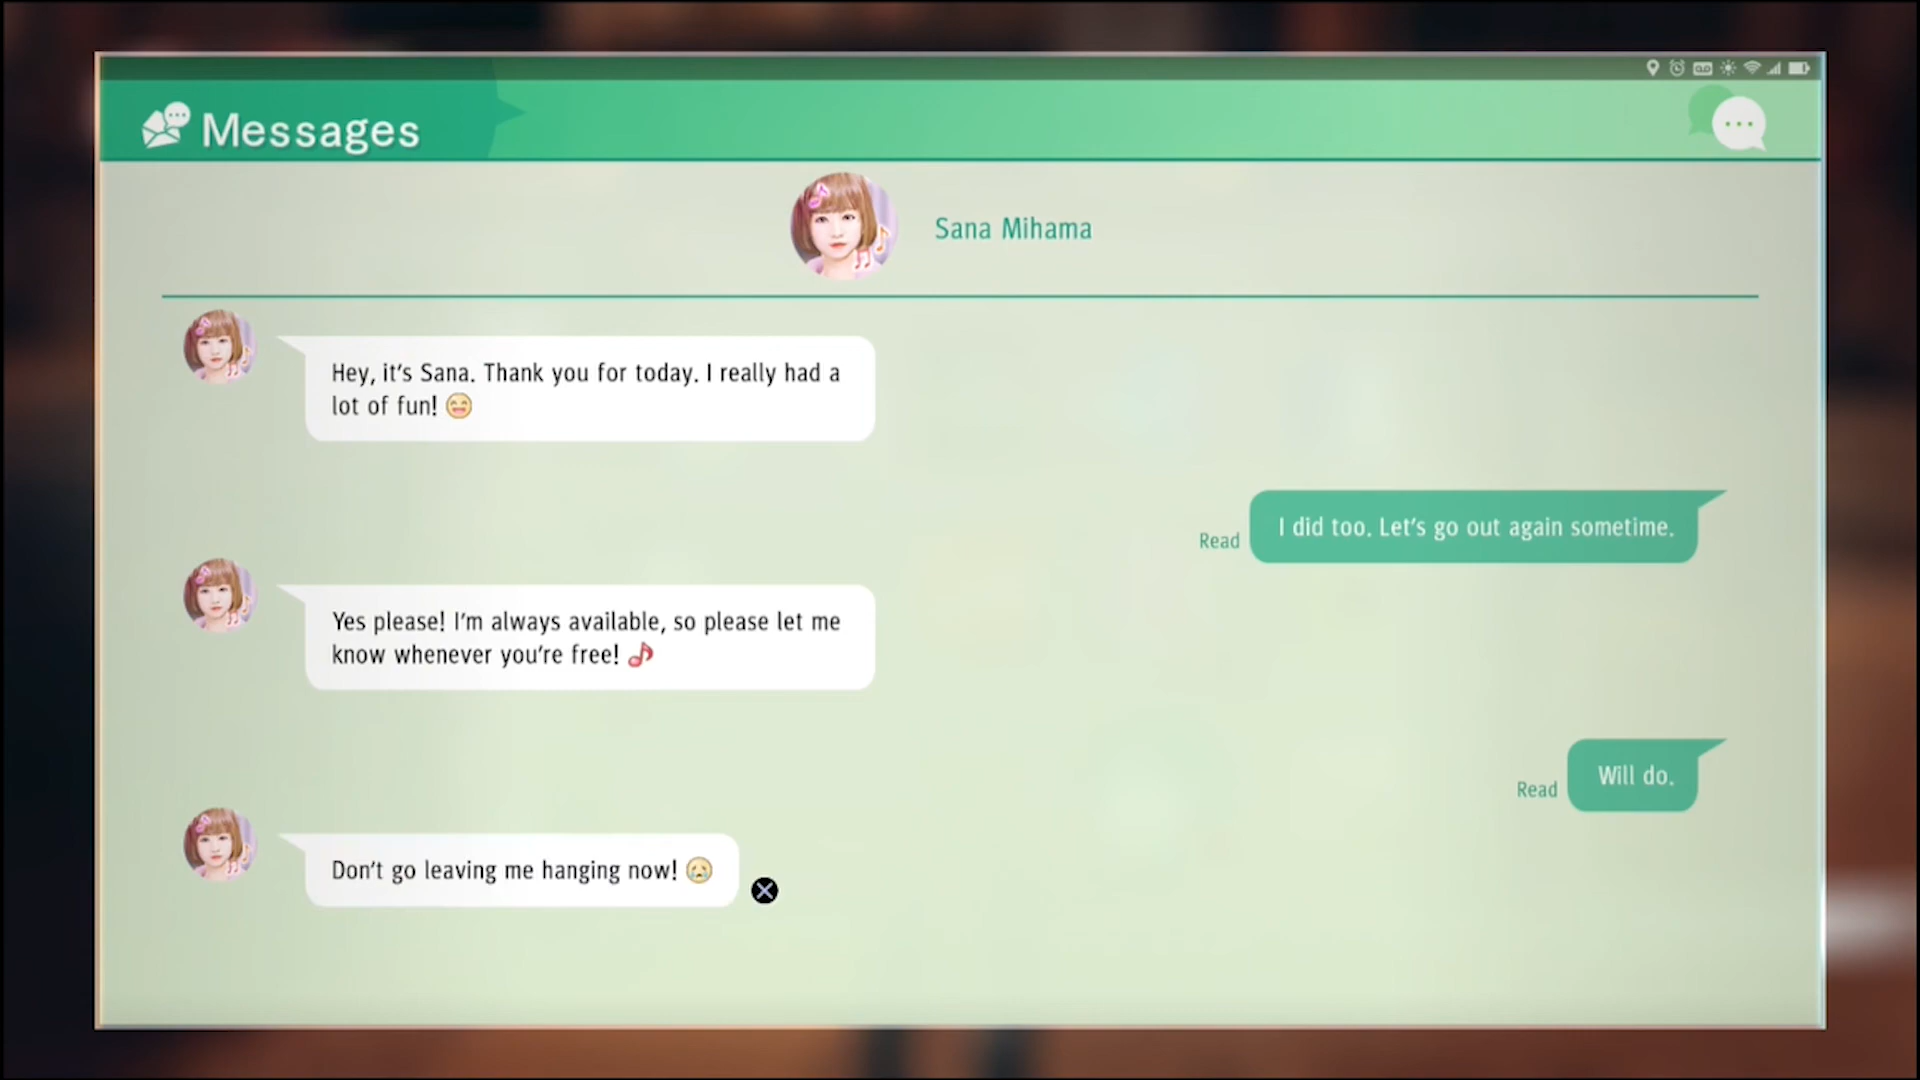 Messages
Sana Mihama
Hey, it's Sana. Thank you for today. I really had a
lot of fun! 😄
I did too. Let's go out again sometime.
Read
Yes please! I'm always available, so please let me
know whenever you're free! 🎵
Will do.
Read
Don't go leaving me hanging now! 😢